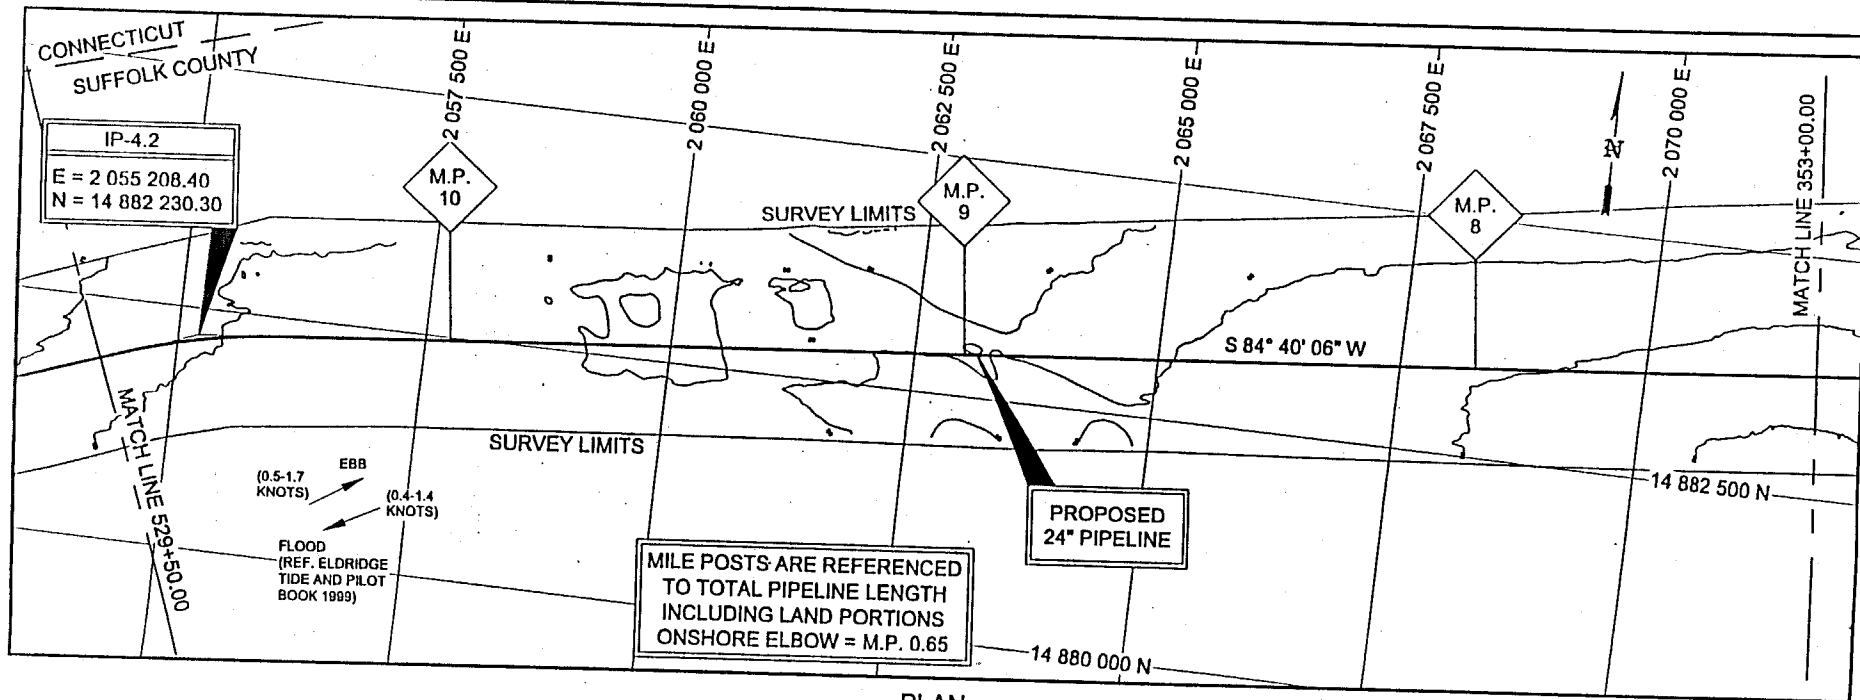 CONNECTICUT
SUFFOLK COUNTY
IP-4.2
E = 2 055 208.40
N = 14 882 230.30
2 057 500 E
2 060 000 E
2 062 500 E
2 065 000 E
2 067 500 E
2 070 000 E
M.P.
10
M.P.
9
M.P.
8
N
SURVEY LIMITS
MATCH LINE 353+00.00
S 84° 40' 06" W
MATCH LINE 529+50.00
SURVEY LIMITS
EBB
(0.5-1.7
KNOTS)
(0.4-1.4
KNOTS)
FLOOD
(REF. ELDRIDGE
TIDE AND PILOT
BOOK 1999)
PROPOSED
24" PIPELINE
14 882 500 N
MILE POSTS ARE REFERENCED
TO TOTAL PIPELINE LENGTH
INCLUDING LAND PORTIONS
ONSHORE ELBOW = M.P. 0.65
14 880 000 N
PLAN